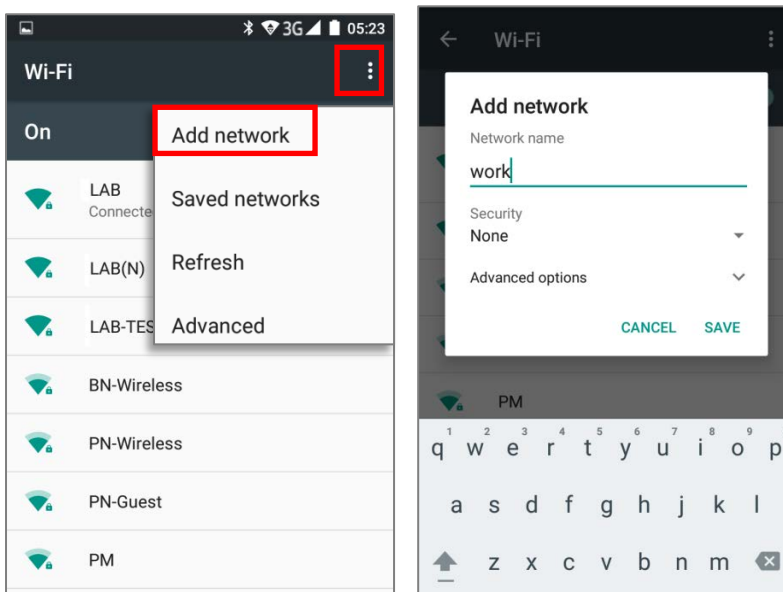 3G 05:23
Wi-Fi
On
Add network
LAB
Connecte
Saved networks
LAB(N)
Refresh
LAB-TES
Advanced
BN-Wireless
PN-Wireless
PN-Guest
PM
Wi-Fi
Add network
Network name
work
Security
None
Advanced options
CANCEL SAVE
PM
1 2 3 4 5 6 7 8 9
q w e r t y u i o p
a s d f g h j k l
z x c v b n m